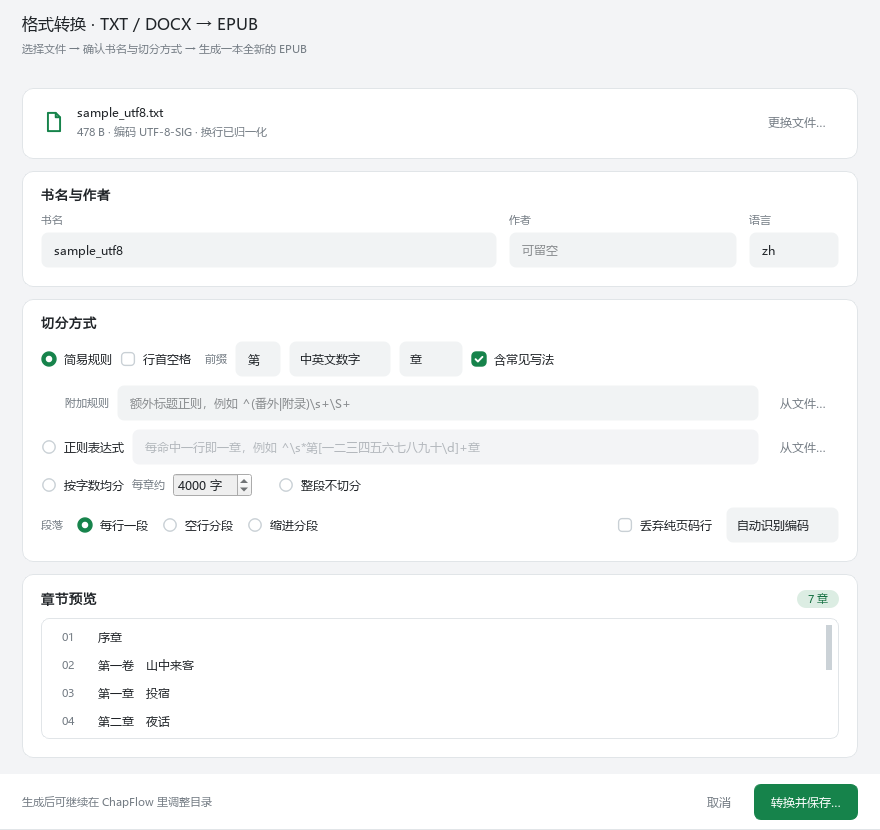 格式转换 · TXT / DOCX → EPUB
选择文件 → 确认书名与切分方式 → 生成一本全新的 EPUB
sample_utf8.txt
478 B · 编码 UTF-8-SIG · 换行已归一化
更换文件...
书名与作者
书名 作者 语言
sample_utf8 可留空 zh
切分方式
简易规则 行首空格 前缀 第 中英文数字 章 含常见写法
附加规则 额外标题正则，例如 ^(番外|附录)\s+\S+ 从文件...
正则表达式 每命中一行即一章，例如 ^\s*第[一二三四五六七八九十\d]+章 从文件...
按字数均分 每章约 4000 字 整段不切分
段落 每行一段 空行分段 缩进分段 丢弃纯页码行 自动识别编码
章节预览 7 章
01 序章
02 第一卷　山中来客
03 第一章　投宿
04 第二章　夜话
生成后可继续在 ChapFlow 里调整目录 取消 转换并保存...